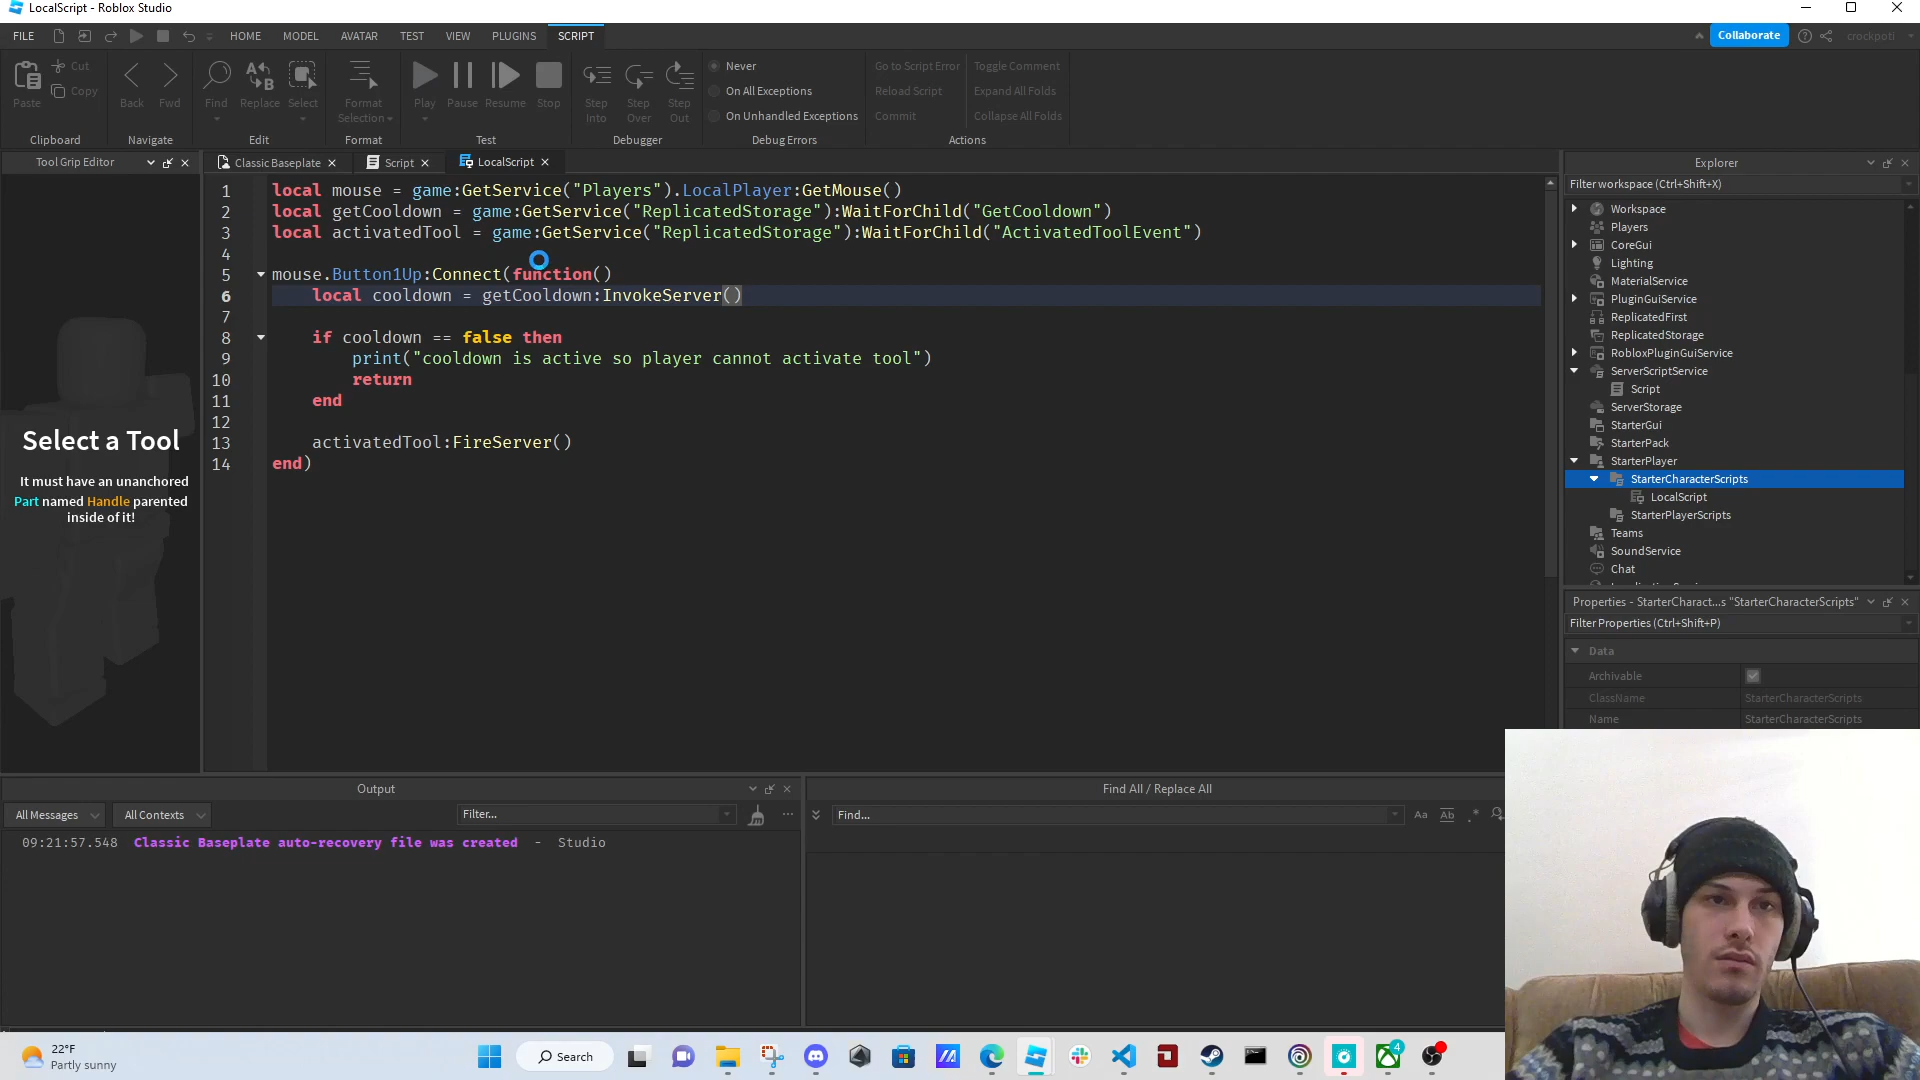 LocalScript - Roblox Studio
FILE HOME MODEL AVATAR TEST VIEW PLUGINS SCRIPT Collaborate crockpoti
Paste Cut Copy Back Fwd Find Replace Select Format Selection Play Pause Resume Stop Step Into Step Over Step Out
Never On All Exceptions On Unhandled Exceptions
Go to Script Error Reload Script Commit
Toggle Comment Expand All Folds Collapse All Folds
Clipboard Navigate Edit Format Test Debugger Debug Errors Actions
Tool Grip Editor
Classic Baseplate Script LocalScript
Select a Tool
It must have an unanchored
Part named Handle parented
inside of it!
1 local mouse = game:GetService("Players").LocalPlayer:GetMouse()
2 local getCooldown = game:GetService("ReplicatedStorage"):WaitForChild("GetCooldown")
3 local activatedTool = game:GetService("ReplicatedStorage"):WaitForChild("ActivatedToolEvent")
4
5 mouse.Button1Up:Connect(function()
6 local cooldown = getCooldown:InvokeServer()
7
8 if cooldown == false then
9 print("cooldown is active so player cannot activate tool")
10 return
11 end
12
13 activatedTool:FireServer()
14 end)
Explorer
Filter workspace (Ctrl+Shift+X)
Workspace
Players
CoreGui
Lighting
MaterialService
PluginGuiService
ReplicatedFirst
ReplicatedStorage
RobloxPluginGuiService
ServerScriptService
Script
ServerStorage
StarterGui
StarterPack
StarterPlayer
StarterCharacterScripts
LocalScript
StarterPlayerScripts
Teams
SoundService
Chat
Properties - StarterCharact...s "StarterCharacterScripts"
Filter Properties (Ctrl+Shift+P)
Data
Archivable
ClassName StarterCharacterScripts
Name StarterCharacterScripts
Output
All Messages All Contexts Filter...
09:21:57.548 Classic Baseplate auto-recovery file was created - Studio
Find All / Replace All
Find... Aa Ab .*
22°F
Partly sunny
Search
4